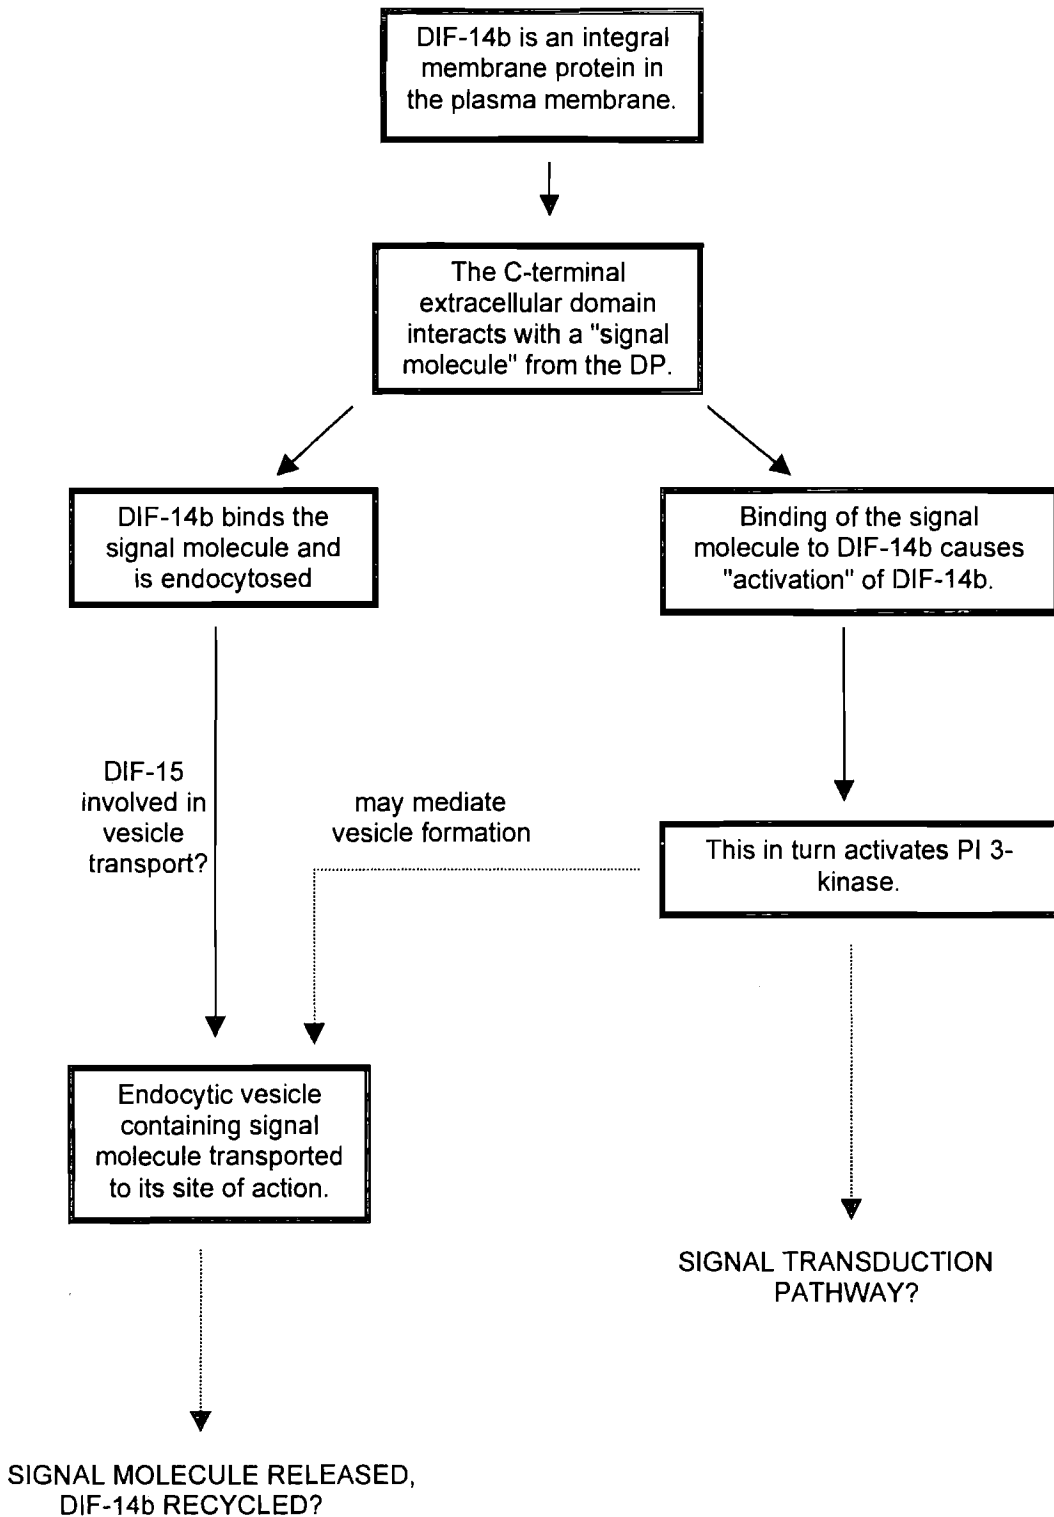 DIF-14b is an integral
membrane protein in
the plasma membrane.
The C-terminal
extracellular domain
interacts with a "signal
molecule" from the DP.
DIF-14b binds the
signal molecule and
is endocytosed
Binding of the signal
molecule to DIF-14b causes
"activation" of DIF-14b.
DIF-15
involved in
vesicle
transport?
may mediate
vesicle formation
This in turn activates PI 3-
kinase.
Endocytic vesicle
containing signal
molecule transported
to its site of action.
SIGNAL TRANSDUCTION
PATHWAY?
SIGNAL MOLECULE RELEASED,
DIF-14b RECYCLED?